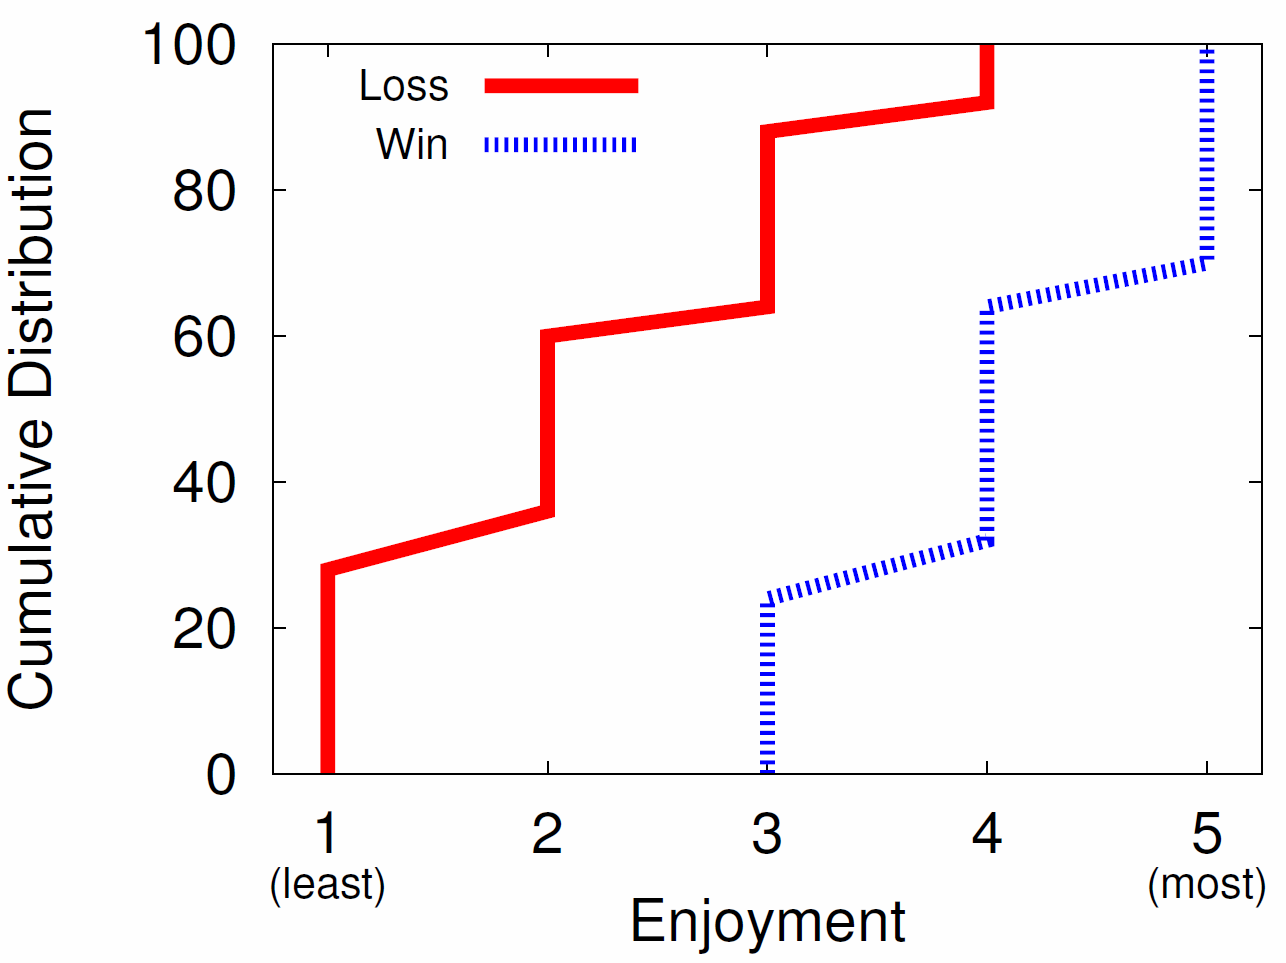 100
80
60
40
20
0
Cumulative Distribution
Loss
Win
1 2 3 4 5
(least) (most)
Enjoyment